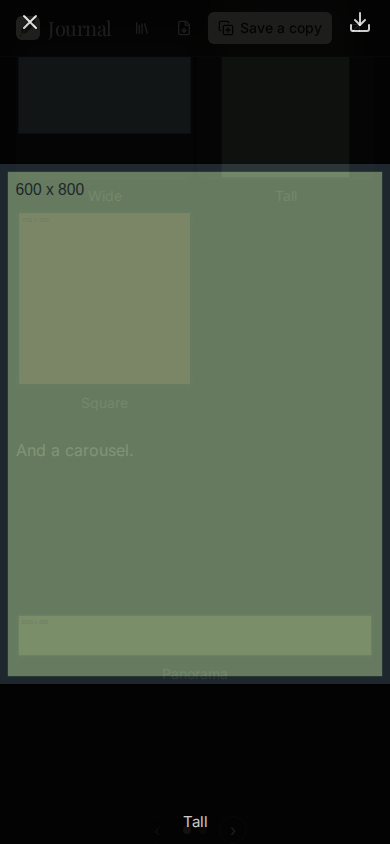 Journal
Save a copy
600 x 800
Wide
Tall
Square
And a carousel.
Panorama
Tall